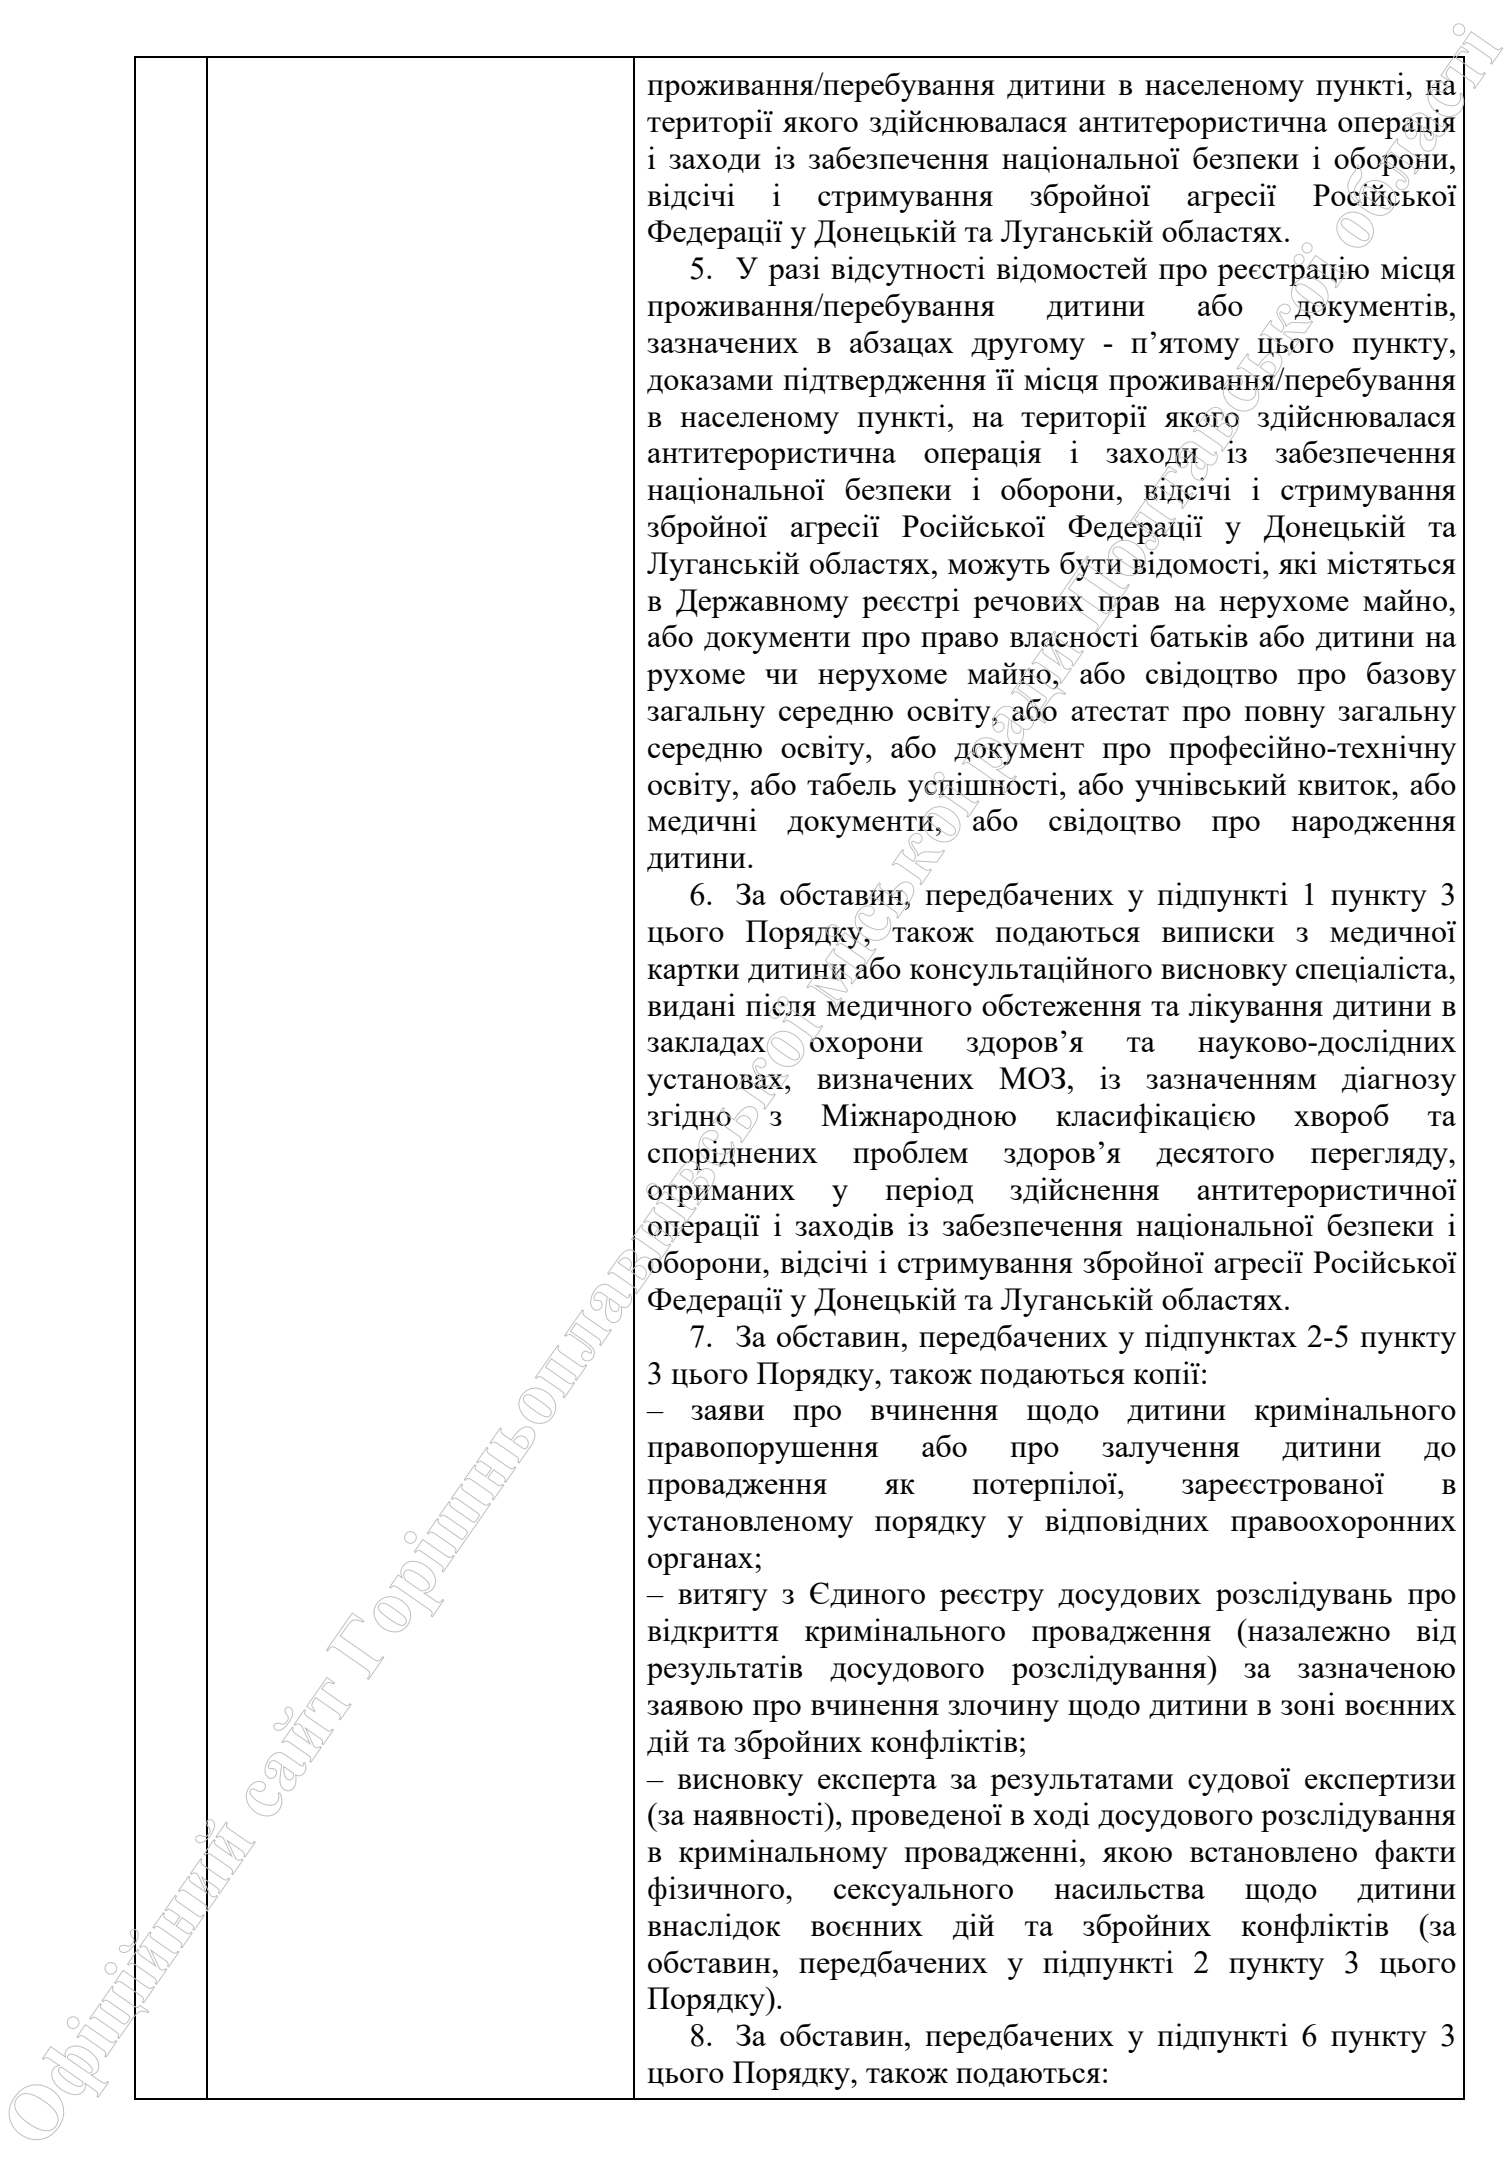 проживання/перебування дитини в населеному пункті, на
території якого здійснювалася антитерористична операція
і заходи із забезпечення національної безпеки і оборони,
відсічі і стримування збройної агресії Російської
Федерації у Донецькій та Луганській областях.
5. У разі відсутності відомостей про реєстрацію місця
проживання/перебування дитини або документів,
зазначених в абзацах другому - п’ятому цього пункту,
доказами підтвердження її місця проживання/перебування
в населеному пункті, на території якого здійснювалася
антитерористична операція і заходи із забезпечення
національної безпеки і оборони, відсічі і стримування
збройної агресії Російської Федерації у Донецькій та
Луганській областях, можуть бути відомості, які містяться
в Державному реєстрі речових прав на нерухоме майно,
або документи про право власності батьків або дитини на
рухоме чи нерухоме майно, або свідоцтво про базову
загальну середню освіту, або атестат про повну загальну
середню освіту, або документ про професійно-технічну
освіту, або табель успішності, або учнівський квиток, або
медичні документи, або свідоцтво про народження
дитини.
6. За обставин, передбачених у підпункті 1 пункту 3
цього Порядку, також подаються виписки з медичної
картки дитини або консультаційного висновку спеціаліста,
видані після медичного обстеження та лікування дитини в
закладах охорони здоров’я та науково-дослідних
установах, визначених МОЗ, із зазначенням діагнозу
згідно з Міжнародною класифікацією хвороб та
споріднених проблем здоров’я десятого перегляду,
отриманих у період здійснення антитерористичної
операції і заходів із забезпечення національної безпеки і
оборони, відсічі і стримування збройної агресії Російської
Федерації у Донецькій та Луганській областях.
7. За обставин, передбачених у підпунктах 2-5 пункту
3 цього Порядку, також подаються копії:
– заяви про вчинення щодо дитини кримінального
правопорушення або про залучення дитини до
провадження як потерпілої, зареєстрованої в
установленому порядку у відповідних правоохоронних
органах;
– витягу з Єдиного реєстру досудових розслідувань про
відкриття кримінального провадження (назалежно від
результатів досудового розслідування) за зазначеною
заявою про вчинення злочину щодо дитини в зоні воєнних
дій та збройних конфліктів;
– висновку експерта за результатами судової експертизи
(за наявності), проведеної в ході досудового розслідування
в кримінальному провадженні, якою встановлено факти
фізичного, сексуального насильства щодо дитини
внаслідок воєнних дій та збройних конфліктів (за
обставин, передбачених у підпункті 2 пункту 3 цього
Порядку).
8. За обставин, передбачених у підпункті 6 пункту 3
цього Порядку, також подаються:
Офіційний сайт Горішньоплавнівської міської ради Полтавської області